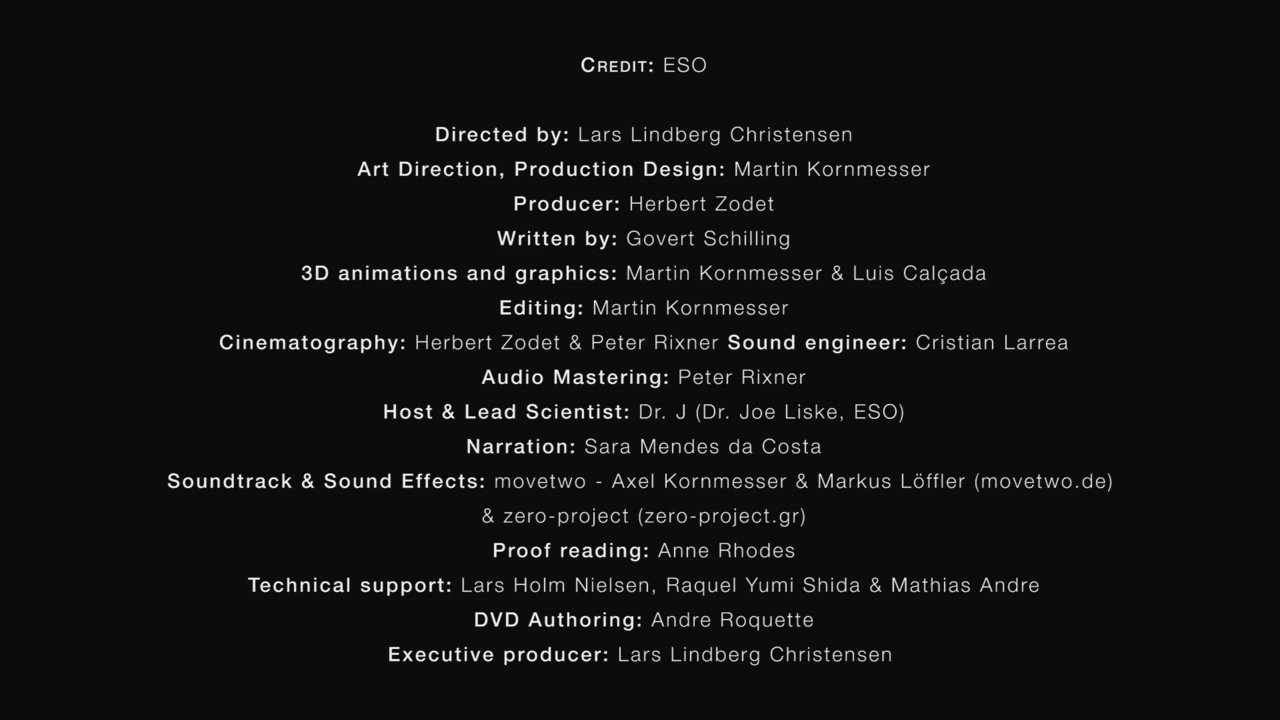 CREDIT: ESO
Directed by: Lars Lindberg Christensen
Art Direction, Production Design: Martin Kornmesser
Producer: Herbert Zodet
Written by: Govert Schilling
3D animations and graphics: Martin Kornmesser & Luis Calçada
Editing: Martin Kornmesser
Cinematography: Herbert Zodet & Peter Rixner Sound engineer: Cristian Larrea
Audio Mastering: Peter Rixner
Host & Lead Scientist: Dr. J (Dr. Joe Liske, ESO)
Narration: Sara Mendes da Costa
Soundtrack & Sound Effects: movetwo - Axel Kornmesser & Markus Löffler (movetwo.de)
& zero-project (zero-project.gr)
Proof reading: Anne Rhodes
Technical support: Lars Holm Nielsen, Raquel Yumi Shida & Mathias Andre
DVD Authoring: Andre Roquette
Executive producer: Lars Lindberg Christensen